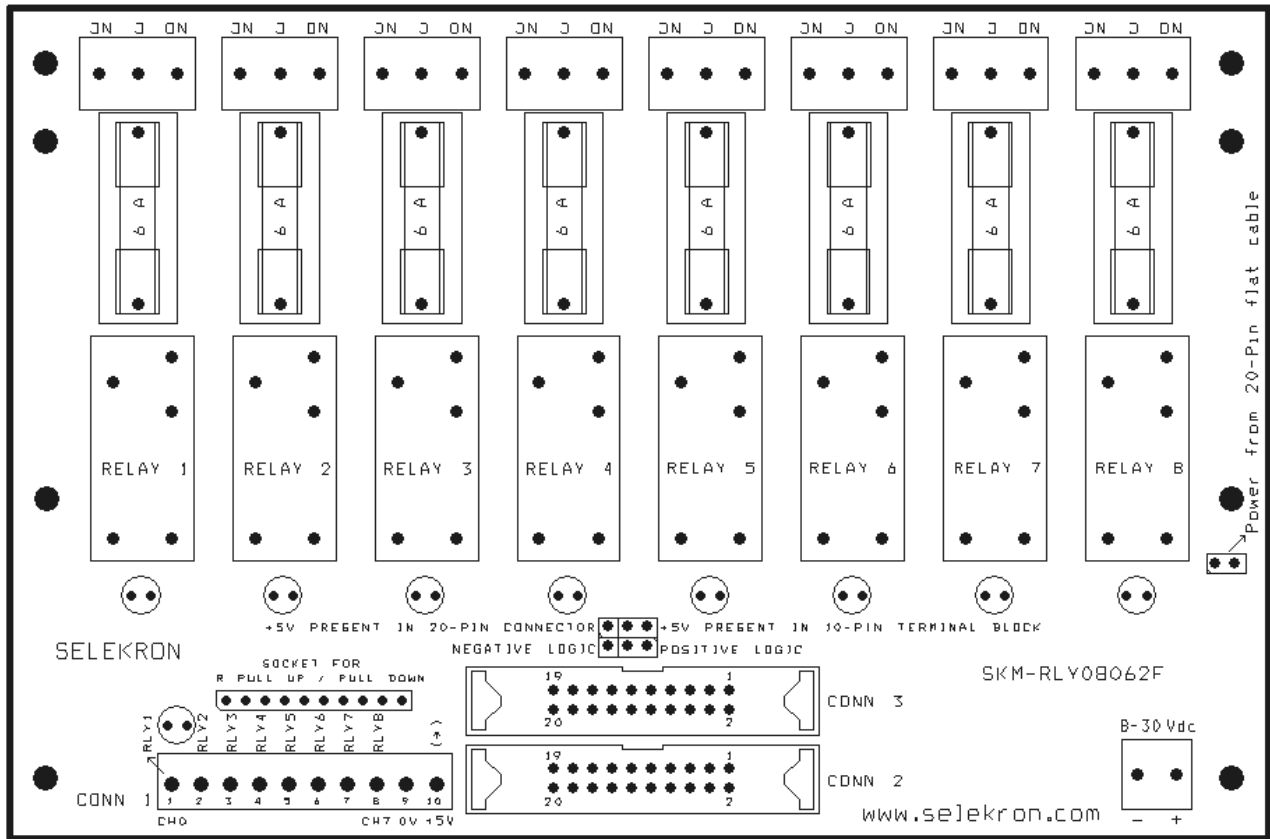 NC C NO NC C NO NC C NO NC C NO NC C NO NC C NO NC C NO NC C NO
6A 6A 6A 6A 6A 6A 6A 6A
Power from 20-Pin flat cable
RELAY 1 RELAY 2 RELAY 3 RELAY 4 RELAY 5 RELAY 6 RELAY 7 RELAY 8
+5V PRESENT IN 20-PIN CONNECTOR +5V PRESENT IN 10-PIN TERMINAL BLOCK
NEGATIVE LOGIC POSITIVE LOGIC
SELEKRON
SKM-RLY08062F
SOCKET FOR
R PULL UP / PULL DOWN
19 1
20 2
CONN 3
RLY1 RLY2 RLY3 RLY4 RLY5 RLY6 RLY7 RLY8 (+)
8-30 Vdc
19 1
20 2
CONN 2
CONN 1
1 2 3 4 5 6 7 8 9 10
CH0 CH7 0V +5V
www.selekron.com
- +